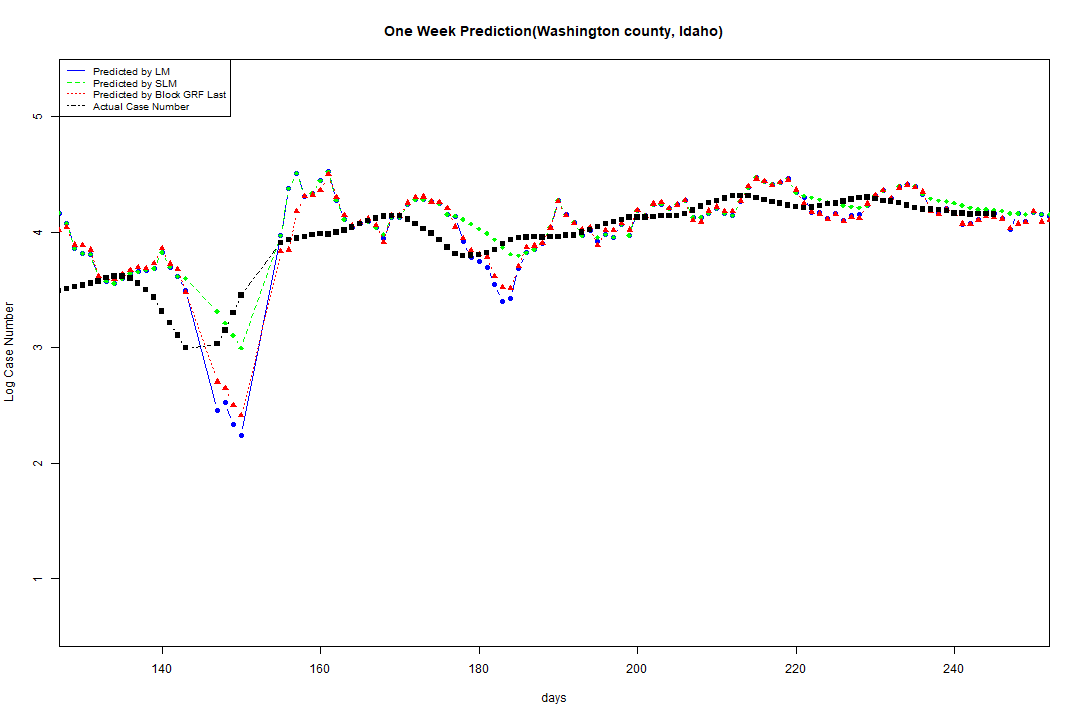 One Week Prediction(Washington county, Idaho)
Predicted by LM
Predicted by SLM
Predicted by Block GRF Last
Actual Case Number
Log Case Number
5
4
3
2
1
140 160 180 200 220 240
days